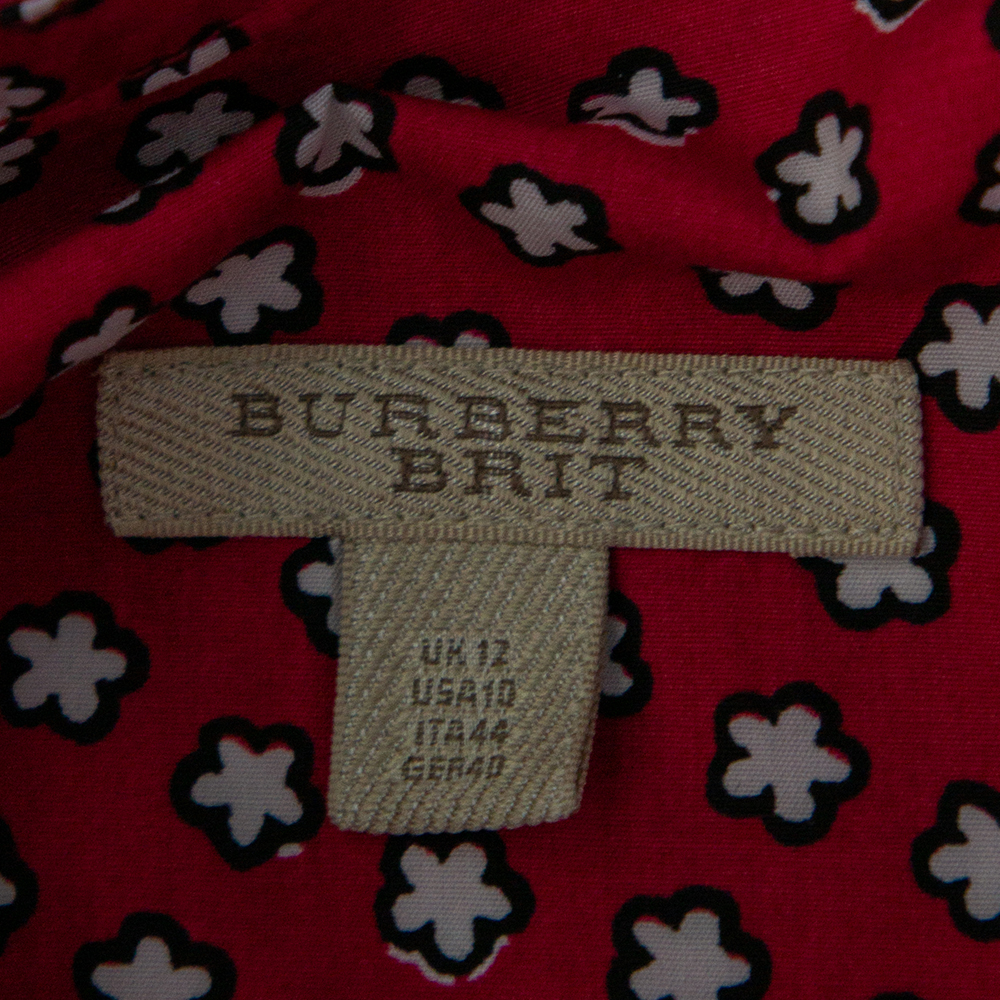 BURBERRY
BRIT
UK 12
USA10
ITA44
GER40